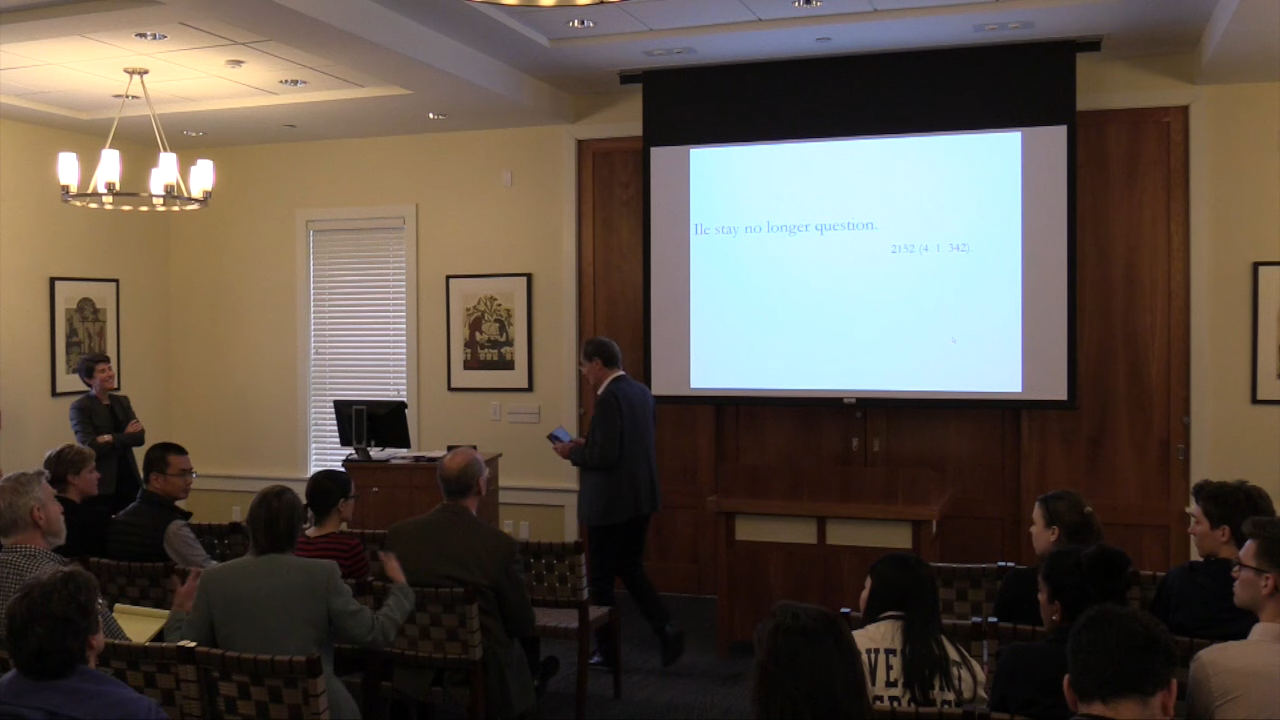 Ile stay no longer question.
2152 (4. 1. 342).